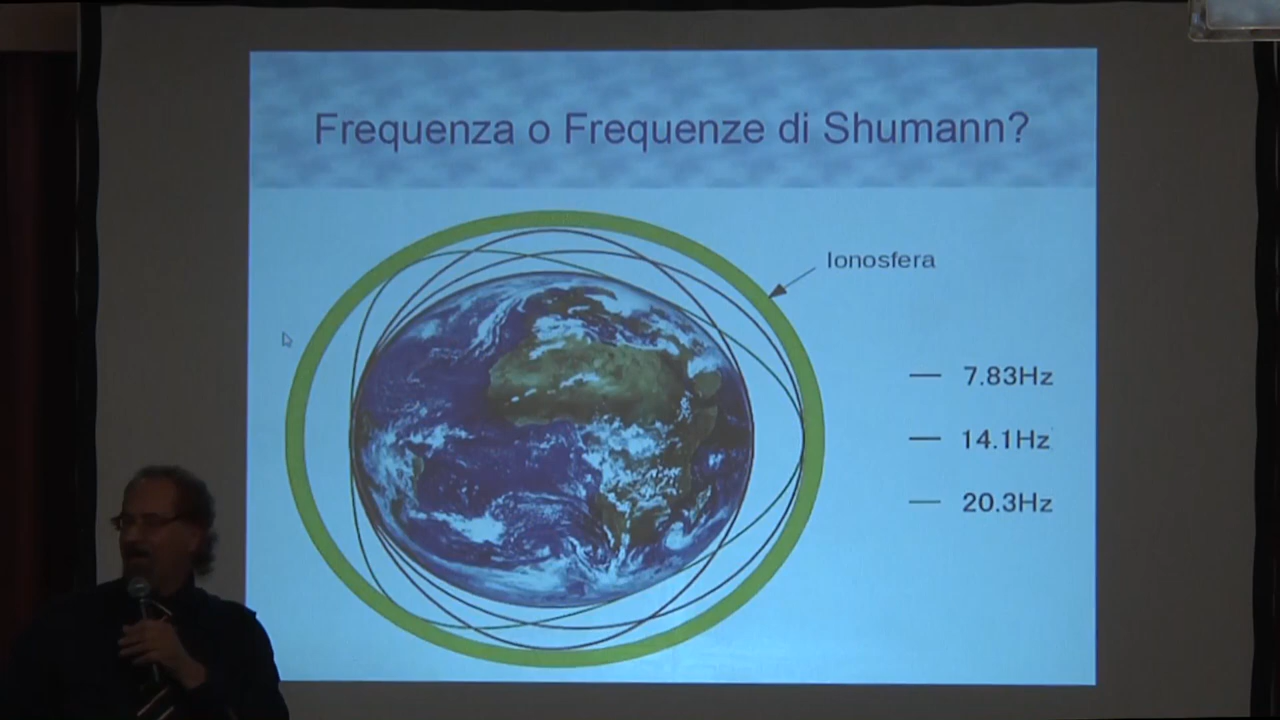 Frequenza o Frequenze di Shumann?
Ionosfera
7.83Hz
14.1Hz
20.3Hz